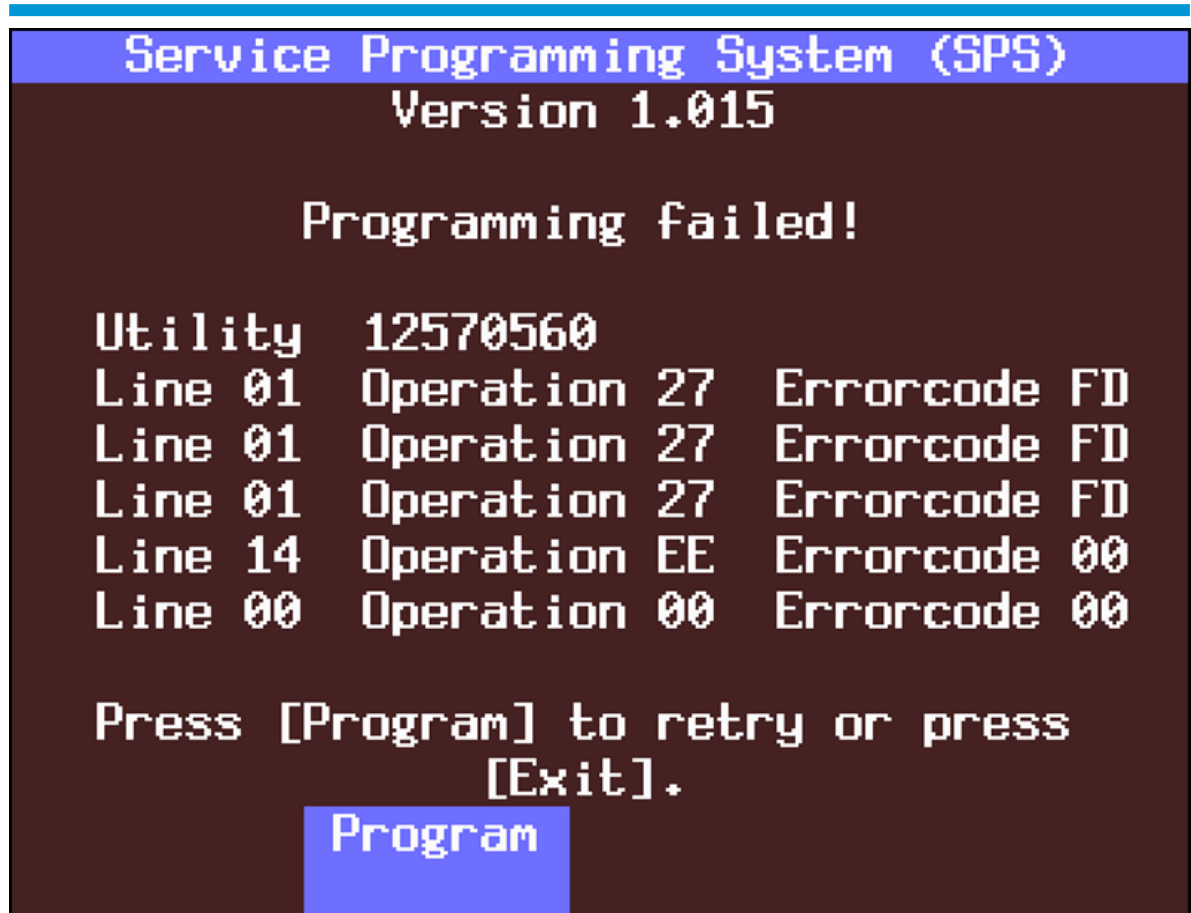 Service Programming System (SPS)
Version 1.015
Programming failed!
Utility 12570560
Line 01 Operation 27 Errorcode FD
Line 01 Operation 27 Errorcode FD
Line 01 Operation 27 Errorcode FD
Line 14 Operation EE Errorcode 00
Line 00 Operation 00 Errorcode 00
Press [Program] to retry or press
[Exit].
Program